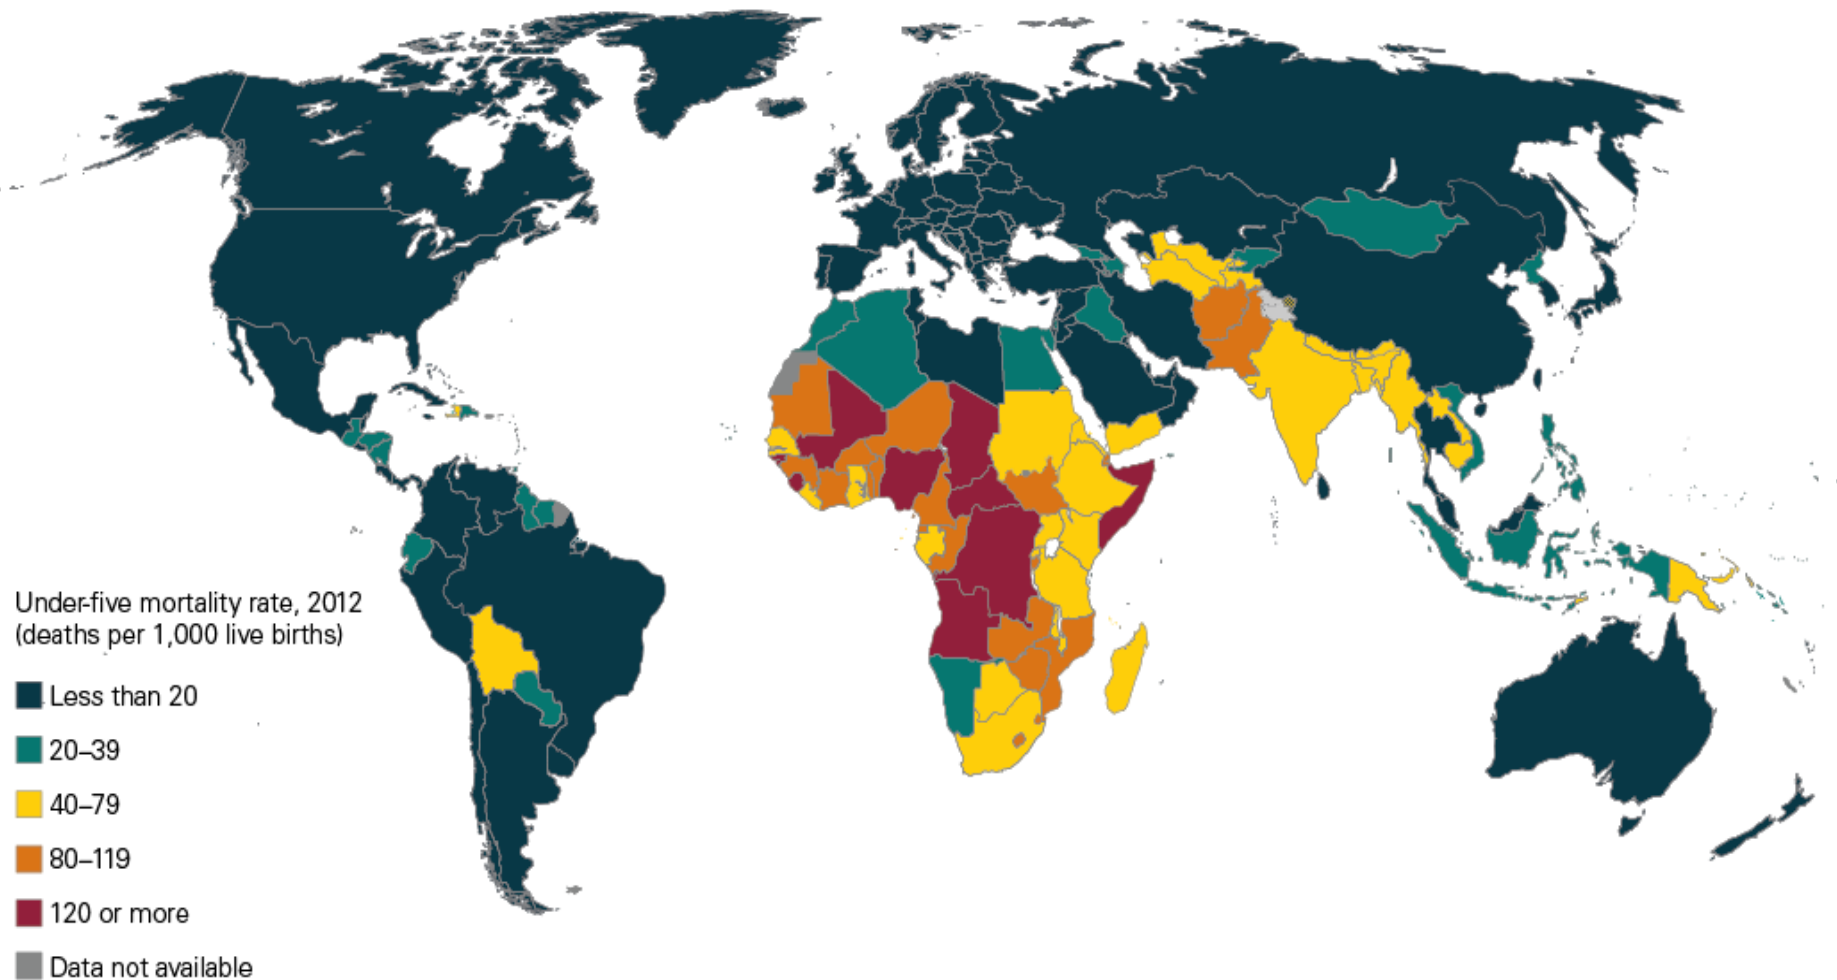 Under-five mortality rate, 2012
(deaths per 1,000 live births)
Less than 20
20–39
40–79
80–119
120 or more
Data not available